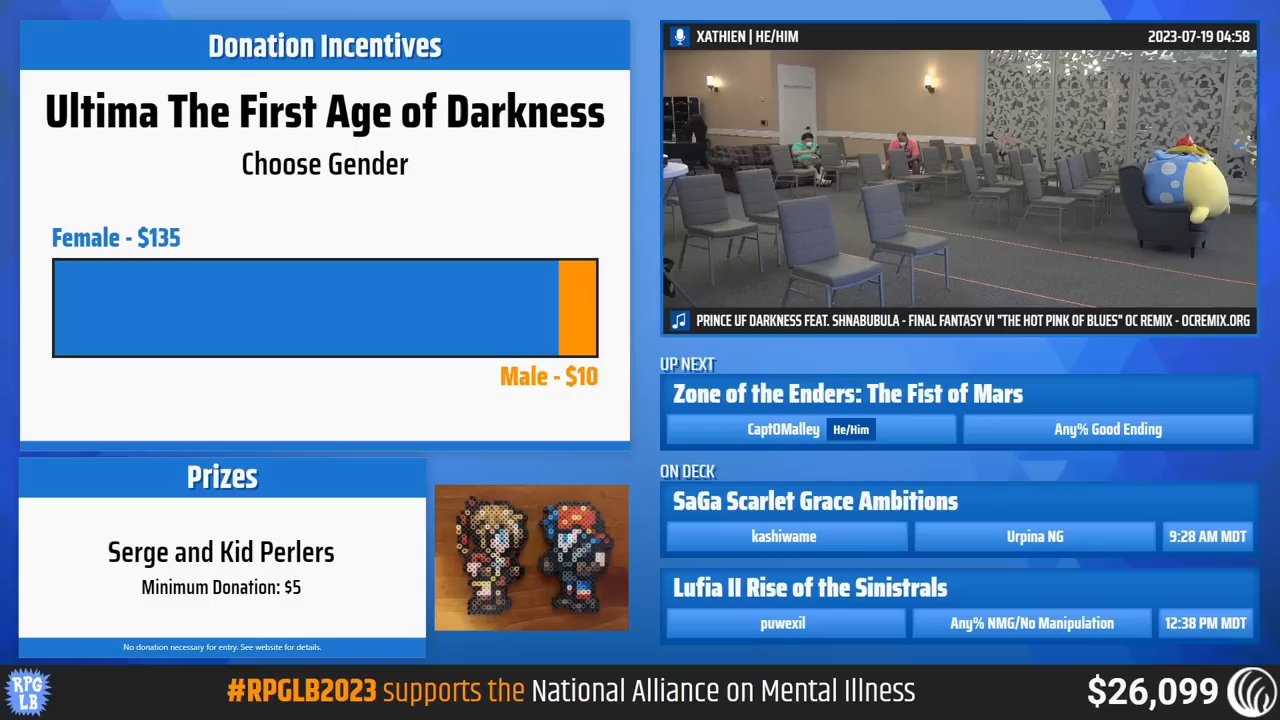 Donation Incentives
Ultima The First Age of Darkness
Choose Gender
Female - $135
Male - $10
Prizes
Serge and Kid Perlers
Minimum Donation: $5
No donation necessary for entry. See website for details.
XATHIEN | HE/HIM
2023-07-19 04:58
PRINCE UF DARKNESS FEAT. SHNABUBULA - FINAL FANTASY VI "THE HOT PINK OF BLUES" OC REMIX - OCREMIX.ORG
UP NEXT
Zone of the Enders: The Fist of Mars
CaptOMalley He/Him Any% Good Ending
ON DECK
SaGa Scarlet Grace Ambitions
kashiwame Urpina NG 9:28 AM MDT
Lufia II Rise of the Sinistrals
puwexil Any% NMG/No Manipulation 12:38 PM MDT
RPG
LB
#RPGLB2023 supports the National Alliance on Mental Illness
$26,099